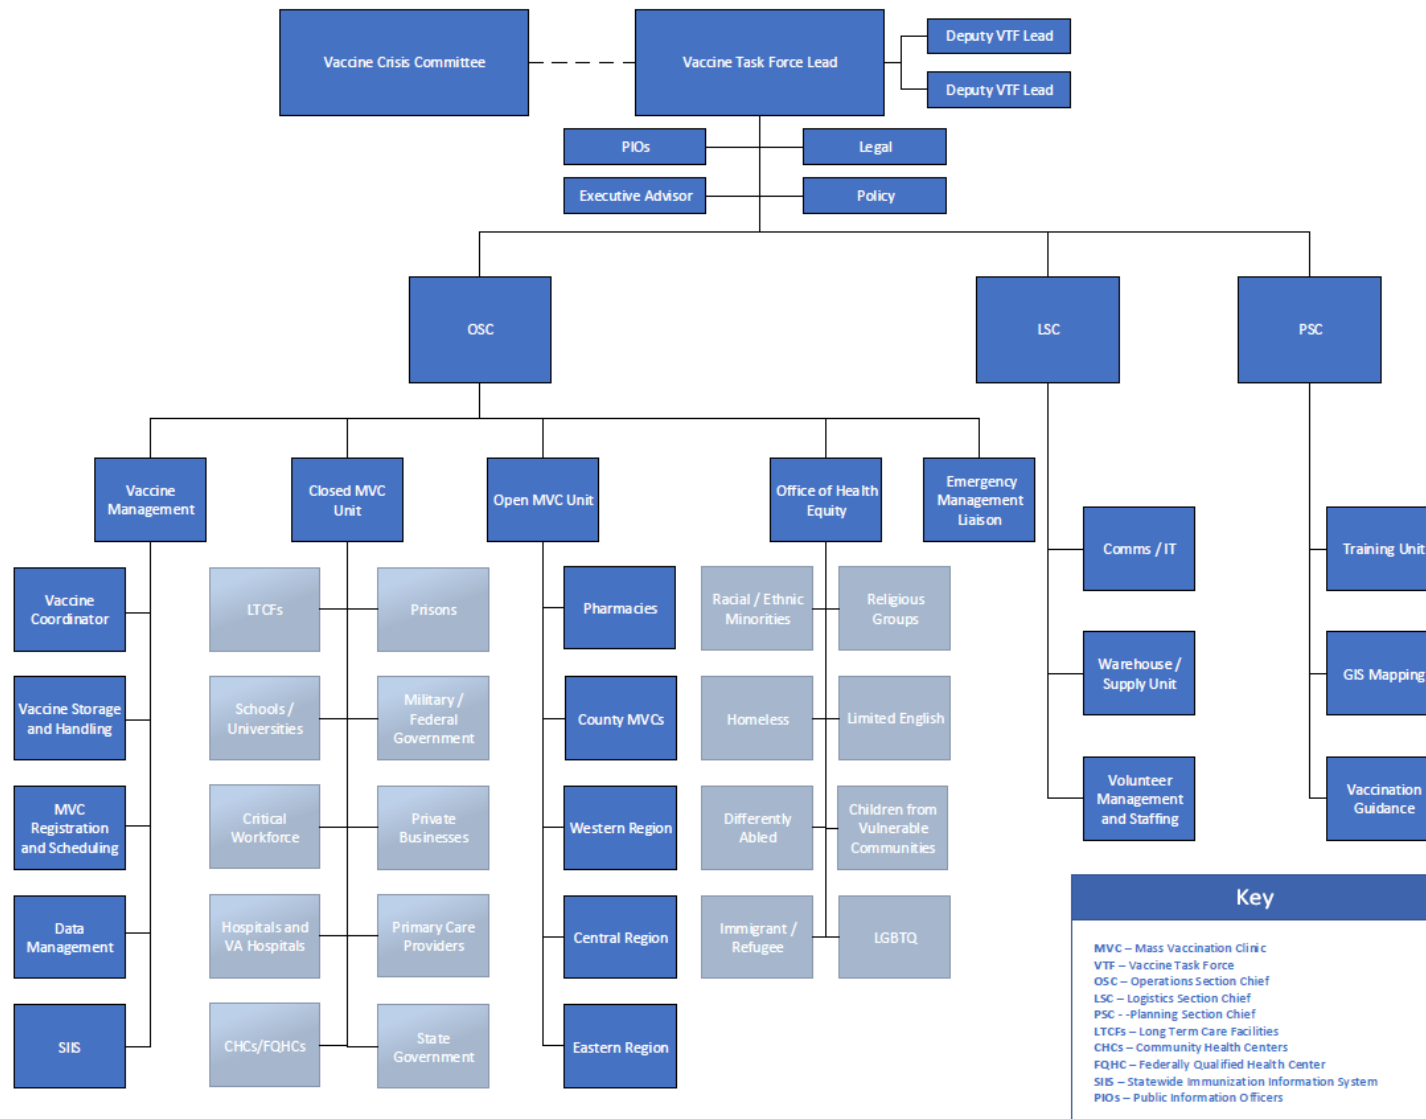 Vaccine Crisis Committee
Vaccine Task Force Lead
Deputy VTF Lead
Deputy VTF Lead
PIOs
Legal
Executive Advisor
Policy
OSC
LSC
PSC
Vaccine
Management
Closed MVC
Unit
Open MVC Unit
Office of Health
Equity
Emergency
Management
Liaison
Vaccine
Coordinator
Vaccine Storage
and Handling
MVC
Registration
and Scheduling
Data
Management
SIIS
LTCFs
Prisons
Schools /
Universities
Military /
Federal
Government
Critical
Workforce
Private
Businesses
Hospitals and
VA Hospitals
Primary Care
Providers
CHCs/FQHCs
State
Government
Pharmacies
County MVCs
Western Region
Central Region
Eastern Region
Racial / Ethnic
Minorities
Religious
Groups
Homeless
Limited English
Differently
Abled
Children from
Vulnerable
Communities
Immigrant /
Refugee
LGBTQ
Comms / IT
Warehouse /
Supply Unit
Volunteer
Management
and Staffing
Training Unit
GIS Mapping
Vaccination
Guidance
Key
MVC – Mass Vaccination Clinic
VTF – Vaccine Task Force
OSC – Operations Section Chief
LSC – Logistics Section Chief
PSC - -Planning Section Chief
LTCFs – Long Term Care Facilities
CHCs – Community Health Centers
FQHC – Federally Qualified Health Center
SIIS – Statewide Immunization Information System
PIOs – Public Information Officers